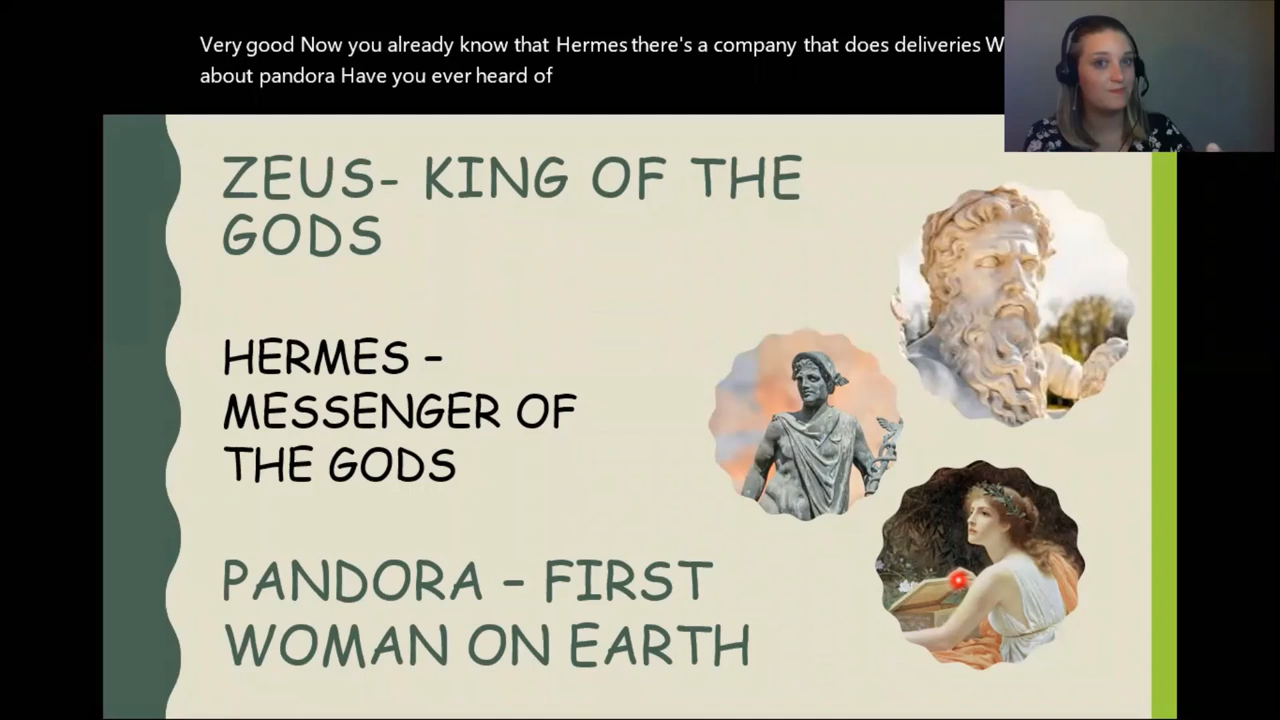 Very good Now you already know that Hermes there's a company that does deliveries
about pandora Have you ever heard of
ZEUS- KING OF THE
GODS
HERMES –
MESSENGER OF
THE GODS
PANDORA – FIRST
WOMAN ON EARTH